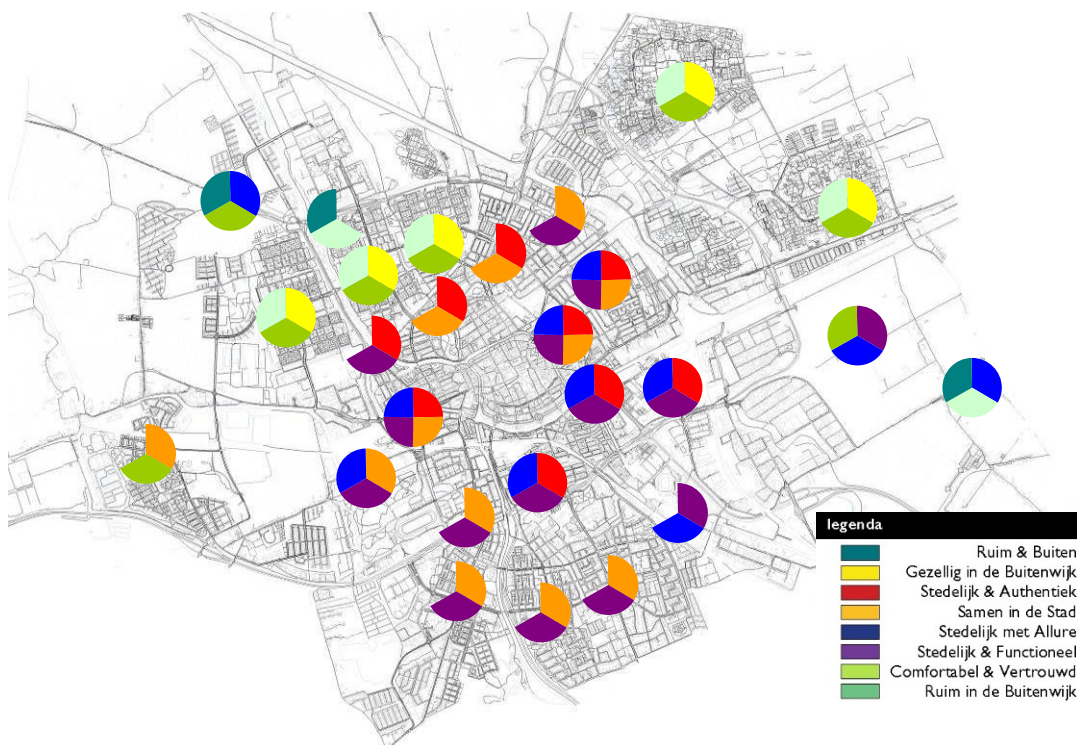 legenda
Ruim & Buiten
Gezellig in de Buitenwijk
Stedelijk & Authentiek
Samen in de Stad
Stedelijk met Allure
Stedelijk & Functioneel
Comfortabel & Vertrouwd
Ruim in de Buitenwijk